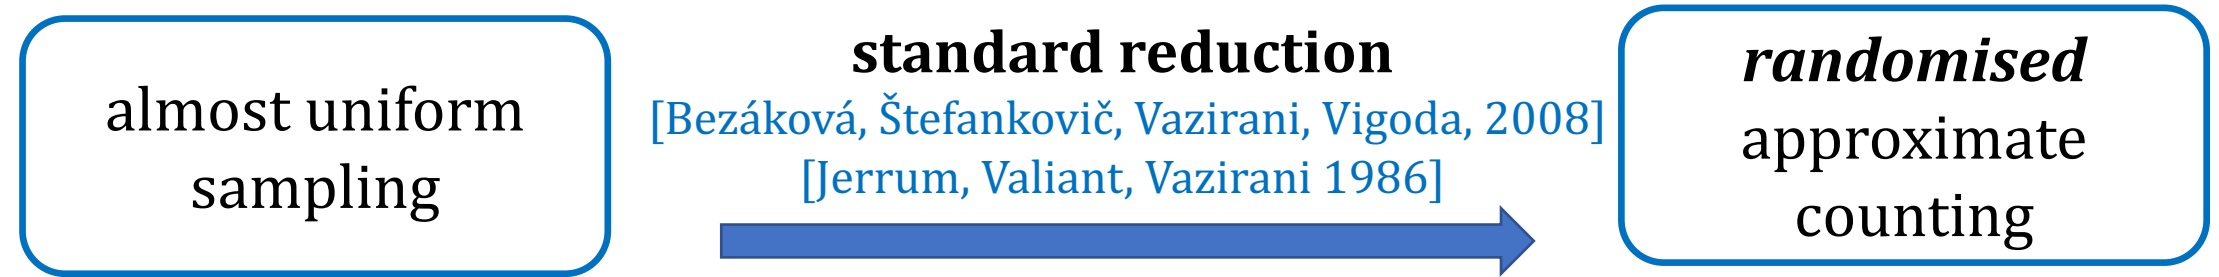 almost uniform
sampling
standard reduction
[Bezáková, Štefankovič, Vazirani, Vigoda, 2008]
[Jerrum, Valiant, Vazirani 1986]
randomised
approximate
counting